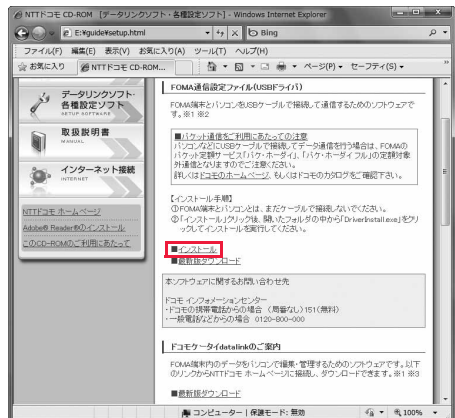 NTTドコモ CD-ROM [データリンクソフト・各種設定ソフト] - Windows Internet Explorer
E:¥guide¥setup.html
Bing
ファイル(F) 編集(E) 表示(V) お気に入り(A) ツール(T) ヘルプ(H)
お気に入り
NTTドコモ CD-ROM...
ページ(P)
セーフティ(S)
データリンクソフト・
各種設定ソフト
SETUP SOFTWARE
取扱説明書
MANUAL
インターネット接続
INTERNET
NTTドコモ ホームページ
Adobe® Reader®のインストール
このCD-ROMのご利用にあたって
FOMA通信設定ファイル(USBドライバ)
FOMA端末とパソコンをUSBケーブルで接続して通信するためのソフトウェアで
す。※1 ※2
■パケット通信をご利用にあたっての注意
パソコンなどにUSBケーブルで接続してデータ通信を行う場合は、FOMAの
パケット定額サービス「パケ・ホーダイ」、「パケ・ホーダイフル」の定額対象
外通信となりますのでご注意ください。
詳しくはドコモのホームページ、もしくはドコモのカタログをご確認下さい。
【インストール手順】
①FOMA端末とパソコンとは、まだケーブルで接続しないでください。
②「インストール」クリック後、開いたフォルダの中から「DriverInstall.exe」をクリ
ックしてインストールを実行してください。
■インストール
■最新版ダウンロード
本ソフトウェアに関するお問い合わせ先
ドコモ インフォメーションセンター
・ドコモの携帯電話からの場合 (局番なし)151(無料)
・一般電話などからの場合 0120-800-000
ドコモケータイdatalinkのご案内
FOMA端末内のデータをパソコンで編集・管理するためのソフトウェアです。以下
のリンクからNTTドコモ ホームページに接続し、ダウンロードできます。※1 ※3
■最新版ダウンロード
コンピューター | 保護モード: 無効
100%